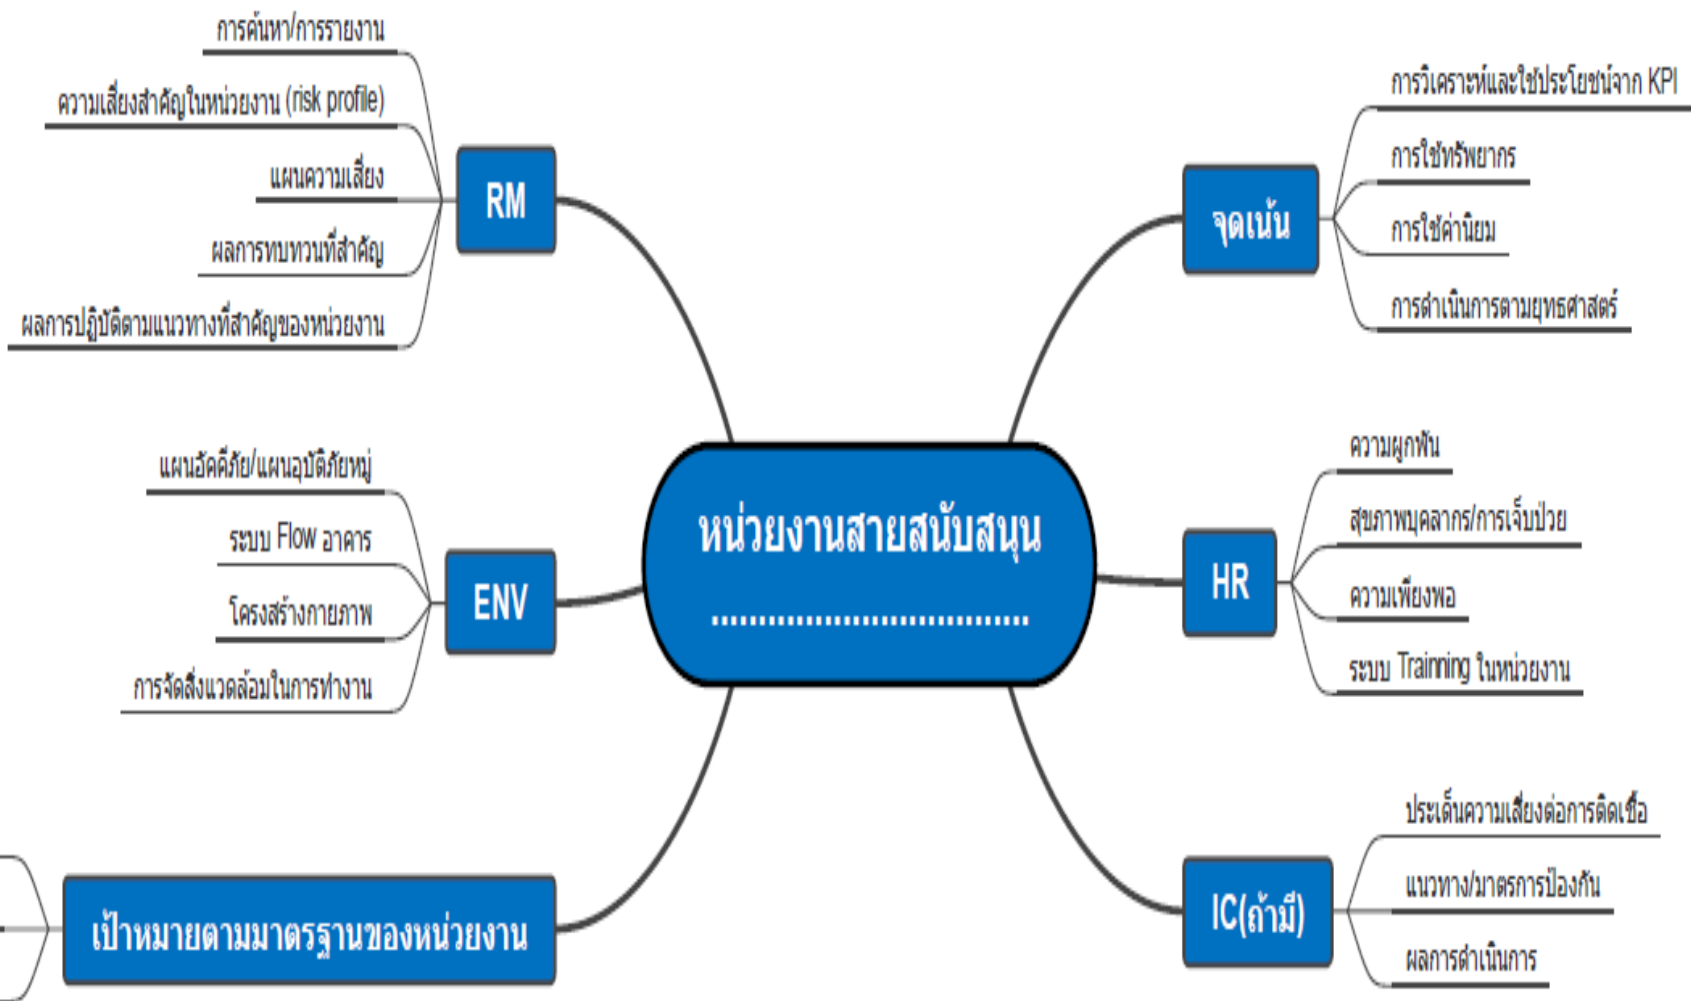 หน่วยงานสายสนับสนุน
.................................
RM
การค้นหา/การรายงาน
ความเสี่ยงสำคัญในหน่วยงาน (risk profile)
แผนความเสี่ยง
ผลการทบทวนที่สำคัญ
ผลการปฏิบัติตามแนวทางที่สำคัญของหน่วยงาน
ENV
แผนอัคคีภัย/แผนอุบัติภัยหมู่
ระบบ Flow อาคาร
โครงสร้างกายภาพ
การจัดสิ่งแวดล้อมในการทำงาน
เป้าหมายตามมาตรฐานของหน่วยงาน
จุดเน้น
การวิเคราะห์และใช้ประโยชน์จาก KPI
การใช้ทรัพยากร
การใช้ค่านิยม
การดำเนินการตามยุทธศาสตร์
HR
ความผูกพัน
สุขภาพบุคลากร/การเจ็บป่วย
ความเพียงพอ
ระบบ Trainning ในหน่วยงาน
IC(ถ้ามี)
ประเด็นความเสี่ยงต่อการติดเชื้อ
แนวทาง/มาตรการป้องกัน
ผลการดำเนินการ